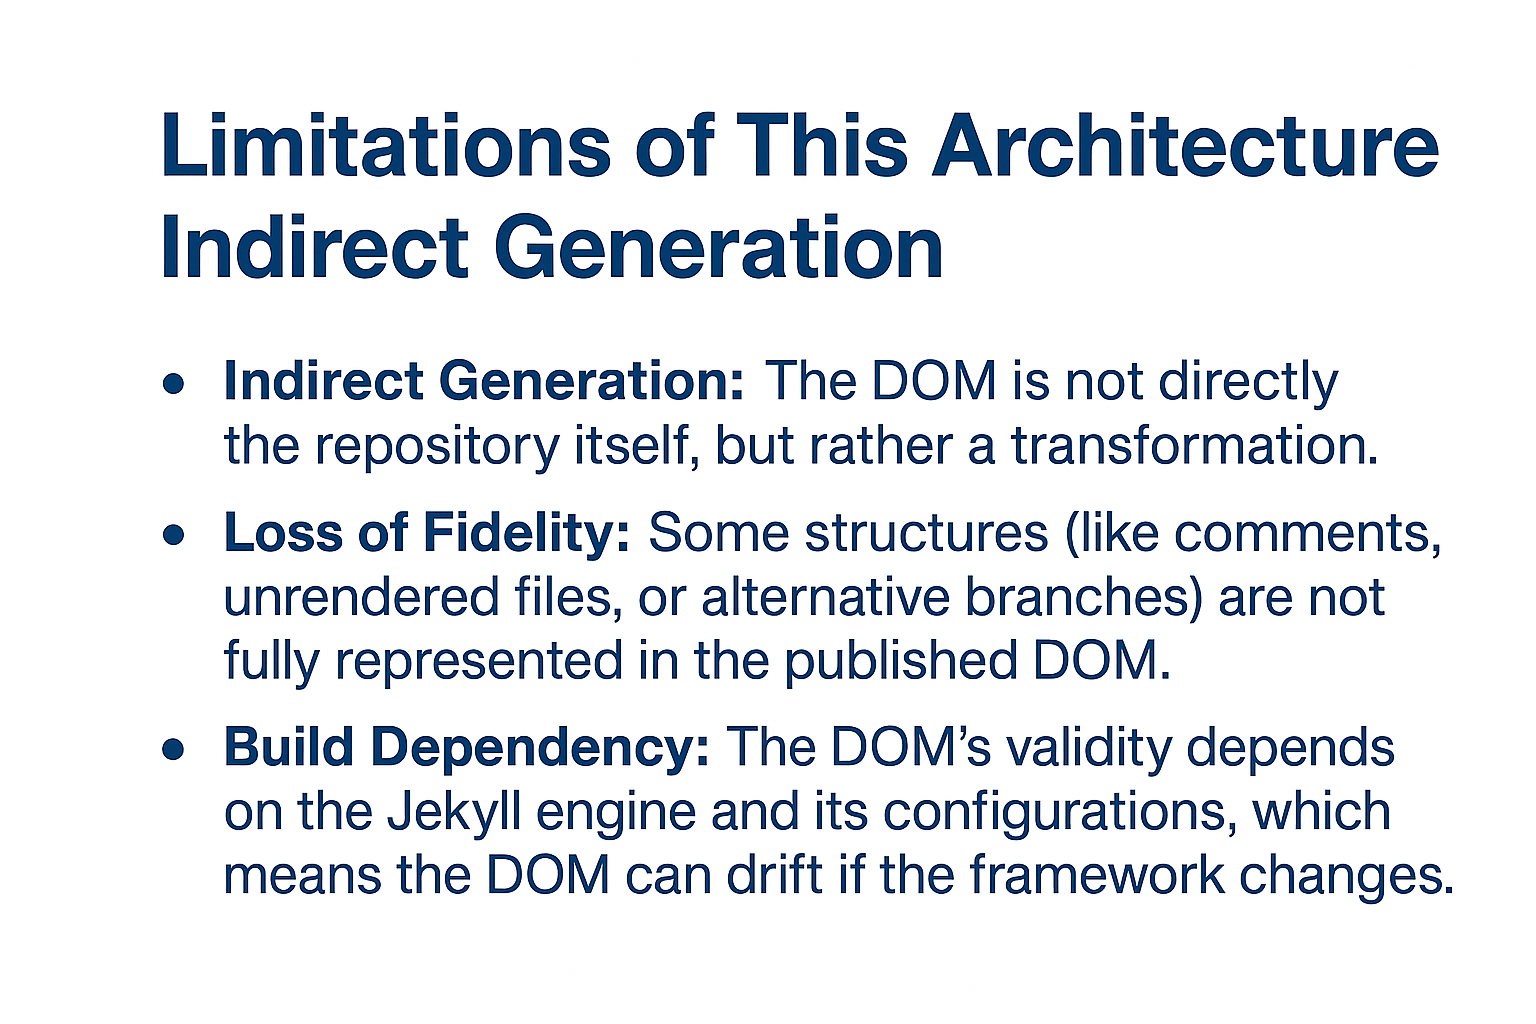 Limitations of This Architecture
Indirect Generation
• Indirect Generation: The DOM is not directly
the repository itself, but rather a transformation.
• Loss of Fidelity: Some structures (like comments,
unrendered files, or alternative branches) are not
fully represented in the published DOM.
• Build Dependency: The DOM’s validity depends
on the Jekyll engine and its configurations, which
means the DOM can drift if the framework changes.